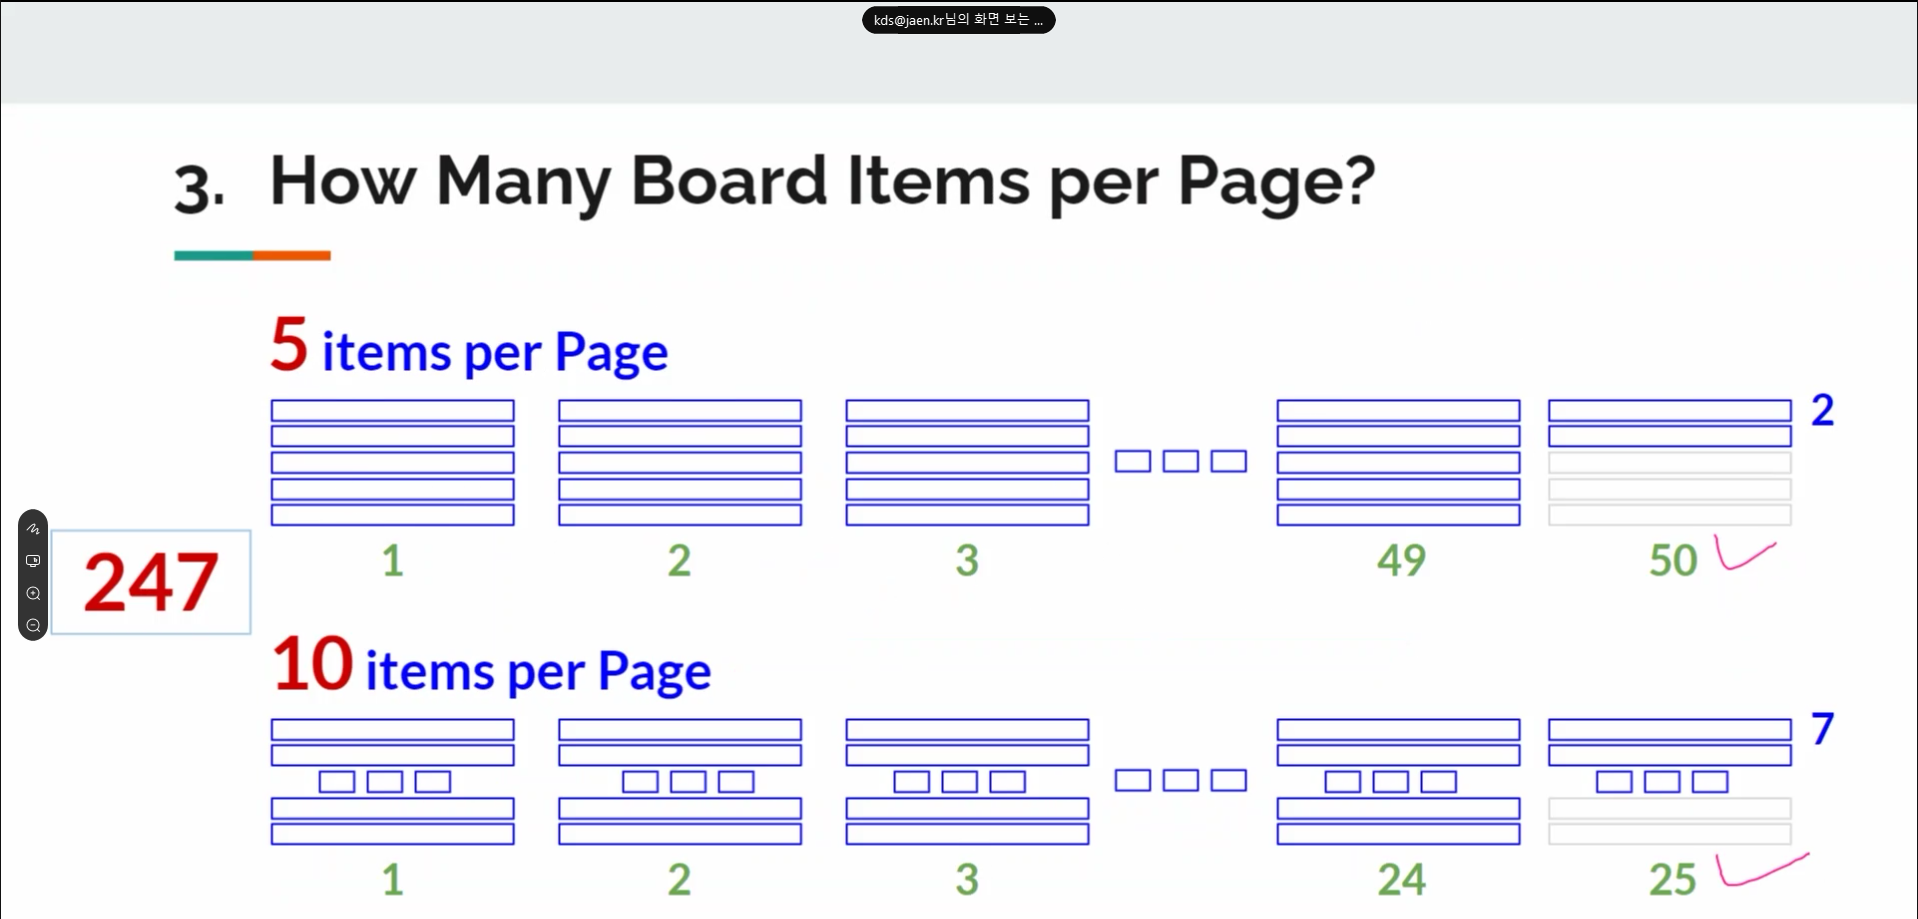 kds@jaen.kr님의 화면 보는 ...
3. How Many Board Items per Page?
5 items per Page
2
1 2 3 49 50
247
10 items per Page
7
1 2 3 24 25